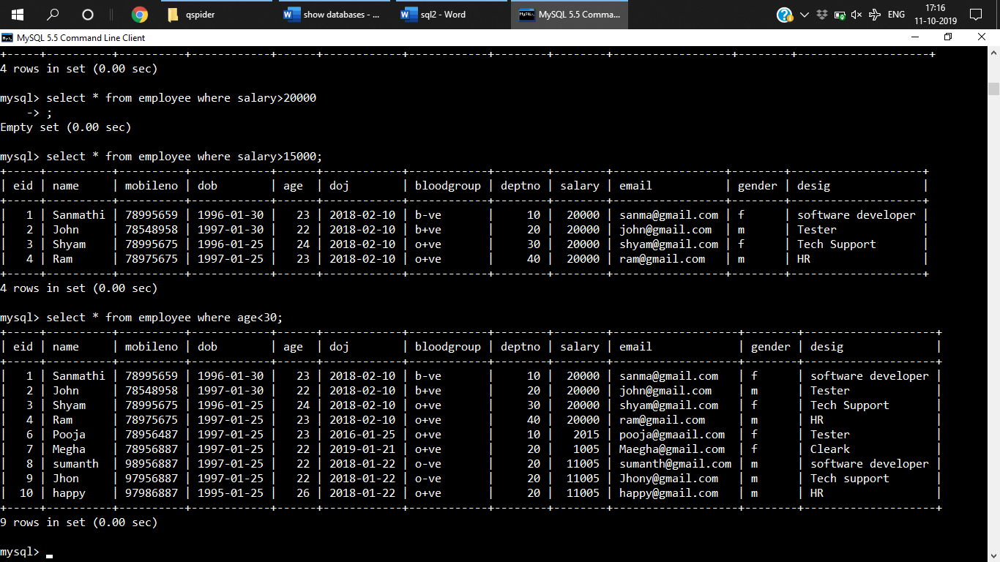 qspider
show databases - ...
sql2 - Word
MySQL 5.5 Comma...
ENG
17:16
11-10-2019
MySQL 5.5 Command Line Client
+-----+----------+----------+------------+------+------------+------------+--------+--------+------------------+--------+--------------------+
4 rows in set (0.00 sec)
mysql> select * from employee where salary>20000
    -> ;
Empty set (0.00 sec)
mysql> select * from employee where salary>15000;
+-----+----------+----------+------------+------+------------+------------+--------+--------+-----------------+--------+--------------------+
| eid | name     | mobileno | dob        | age  | doj        | bloodgroup | deptno | salary | email           | gender | desig              |
+-----+----------+----------+------------+------+------------+------------+--------+--------+-----------------+--------+--------------------+
|   1 | Sanmathi | 78995659 | 1996-01-30 |   23 | 2018-02-10 | b-ve       |     10 |  20000 | sanma@gmail.com | f      | software developer |
|   2 | John     | 78548958 | 1997-01-30 |   22 | 2018-02-10 | b+ve       |     20 |  20000 | john@gmail.com  | m      | Tester             |
|   3 | Shyam    | 78995675 | 1996-01-25 |   24 | 2018-02-10 | o+ve       |     30 |  20000 | shyam@gmail.com | f      | Tech Support       |
|   4 | Ram      | 78975675 | 1997-01-25 |   23 | 2018-02-10 | o+ve       |     40 |  20000 | ram@gmail.com   | m      | HR                 |
+-----+----------+----------+------------+------+------------+------------+--------+--------+-----------------+--------+--------------------+
4 rows in set (0.00 sec)
mysql> select * from employee where age<30;
+-----+----------+----------+------------+------+------------+------------+--------+--------+-------------------+--------+--------------------+
| eid | name     | mobileno | dob        | age  | doj        | bloodgroup | deptno | salary | email             | gender | desig              |
+-----+----------+----------+------------+------+------------+------------+--------+--------+-------------------+--------+--------------------+
|   1 | Sanmathi | 78995659 | 1996-01-30 |   23 | 2018-02-10 | b-ve       |     10 |  20000 | sanma@gmail.com   | f      | software developer |
|   2 | John     | 78548958 | 1997-01-30 |   22 | 2018-02-10 | b+ve       |     20 |  20000 | john@gmail.com    | m      | Tester             |
|   3 | Shyam    | 78995675 | 1996-01-25 |   24 | 2018-02-10 | o+ve       |     30 |  20000 | shyam@gmail.com   | f      | Tech Support       |
|   4 | Ram      | 78975675 | 1997-01-25 |   23 | 2018-02-10 | o+ve       |     40 |  20000 | ram@gmail.com     | m      | HR                 |
|   6 | Pooja    | 78956487 | 1997-01-25 |   23 | 2016-01-25 | o+ve       |     10 |   2015 | pooja@gmaail.com  | f      | Tester             |
|   7 | Megha    | 78956887 | 1997-01-25 |   22 | 2019-01-21 | o+ve       |     20 |   1005 | Maegha@gmail.com  | f      | Cleark             |
|   8 | sumanth  | 98956887 | 1997-01-25 |   22 | 2018-01-22 | o-ve       |     20 |  11005 | sumanth@gmail.com | m      | software developer |
|   9 | Jhon     | 97956887 | 1997-01-25 |   22 | 2018-01-22 | o-ve       |     20 |  11005 | Jhony@gmail.com   | m      | Tech support       |
|  10 | happy    | 97986887 | 1995-01-25 |   26 | 2018-01-22 | o+ve       |     20 |  11005 | happy@gmail.com   | m      | HR                 |
+-----+----------+----------+------------+------+------------+------------+--------+--------+-------------------+--------+--------------------+
9 rows in set (0.00 sec)
mysql> _